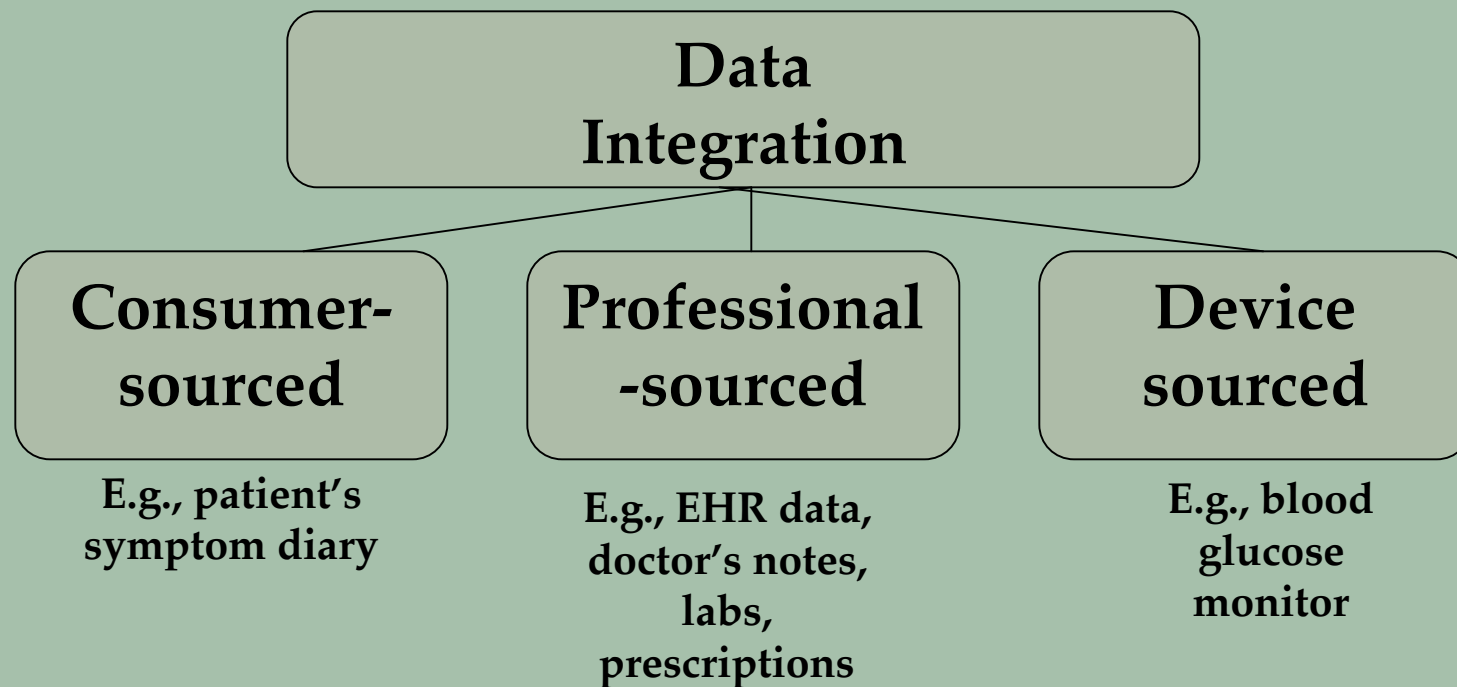 Data
Integration
Consumer-
sourced
Professional
-sourced
Device
sourced
E.g., patient’s
symptom diary
E.g., EHR data,
doctor’s notes,
labs,
prescriptions
E.g., blood
glucose
monitor